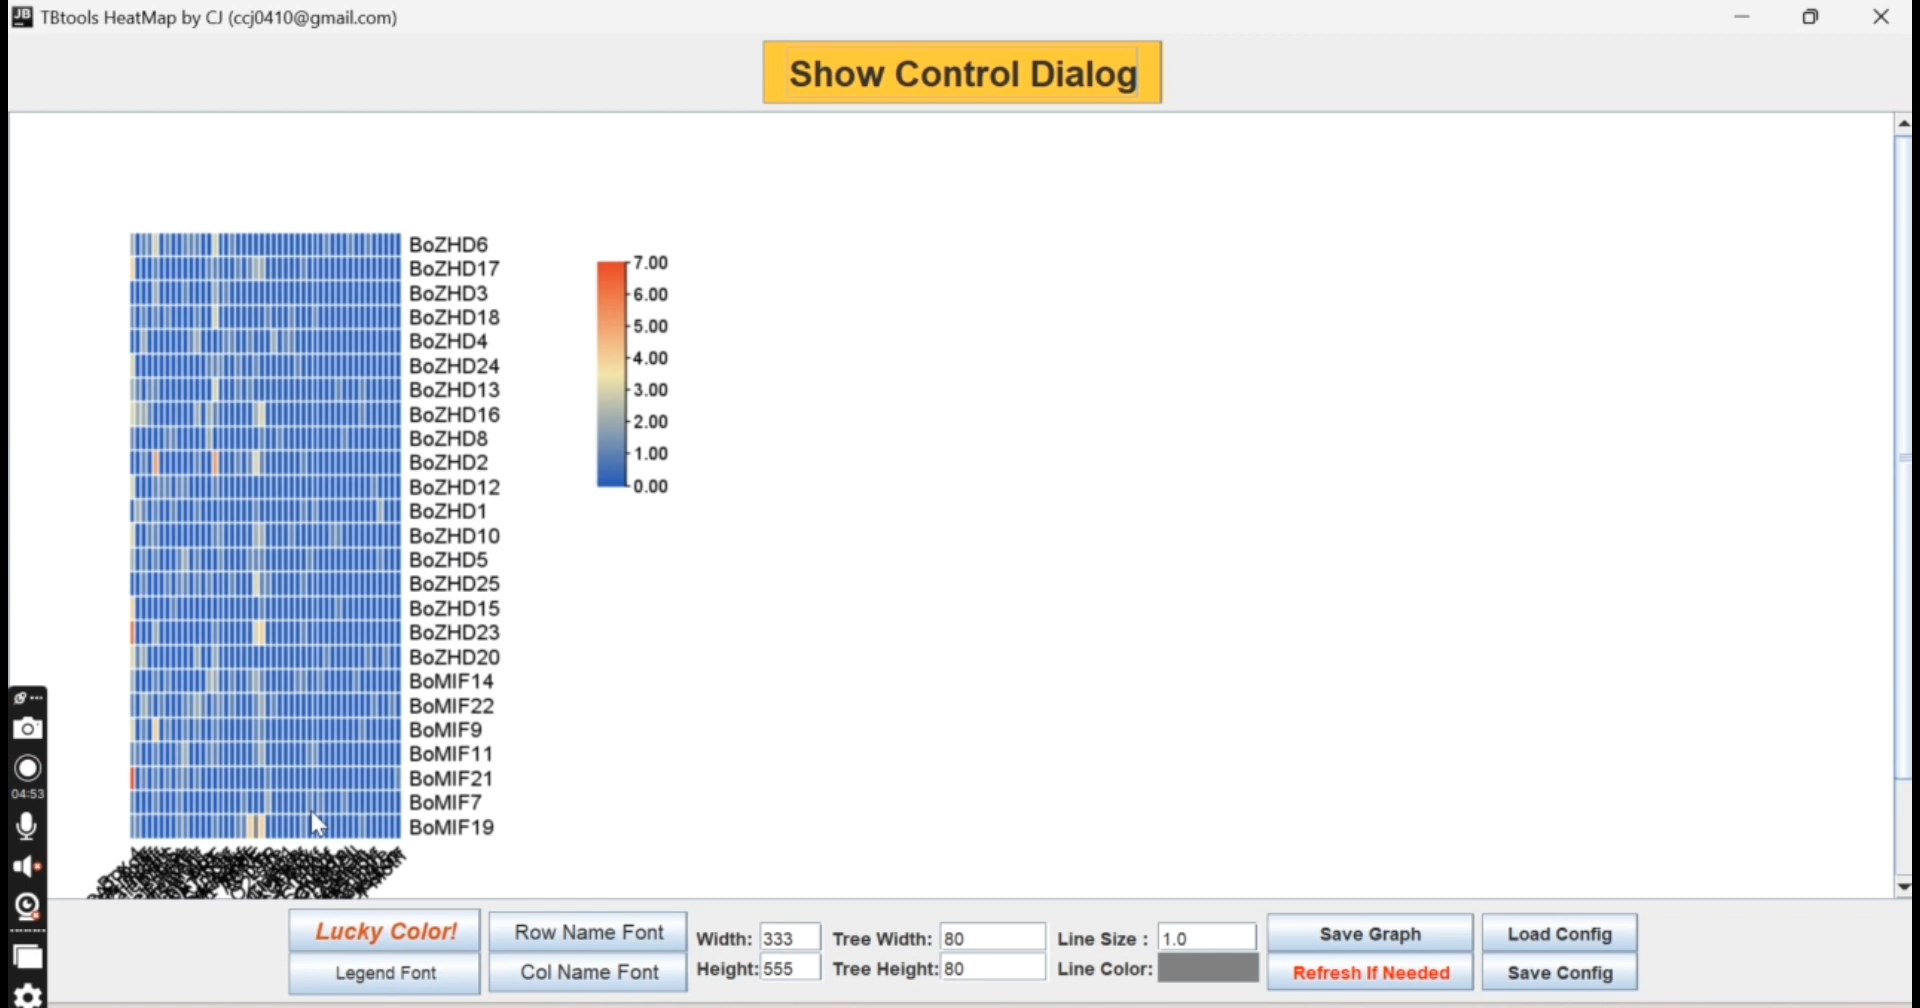 JB TBtools HeatMap by CJ (ccj0410@gmail.com)
Show Control Dialog
BoZHD6
BoZHD17
BoZHD3
BoZHD18
BoZHD4
BoZHD24
BoZHD13
BoZHD16
BoZHD8
BoZHD2
BoZHD12
BoZHD1
BoZHD10
BoZHD5
BoZHD25
BoZHD15
BoZHD23
BoZHD20
BoMIF14
BoMIF22
BoMIF9
BoMIF11
BoMIF21
BoMIF7
BoMIF19
7.00
6.00
5.00
4.00
3.00
2.00
1.00
0.00
04:53
Lucky Color!
Legend Font
Row Name Font
Col Name Font
Width: 333
Height: 555
Tree Width: 80
Tree Height: 80
Line Size : 1.0
Line Color:
Save Graph
Refresh If Needed
Load Config
Save Config